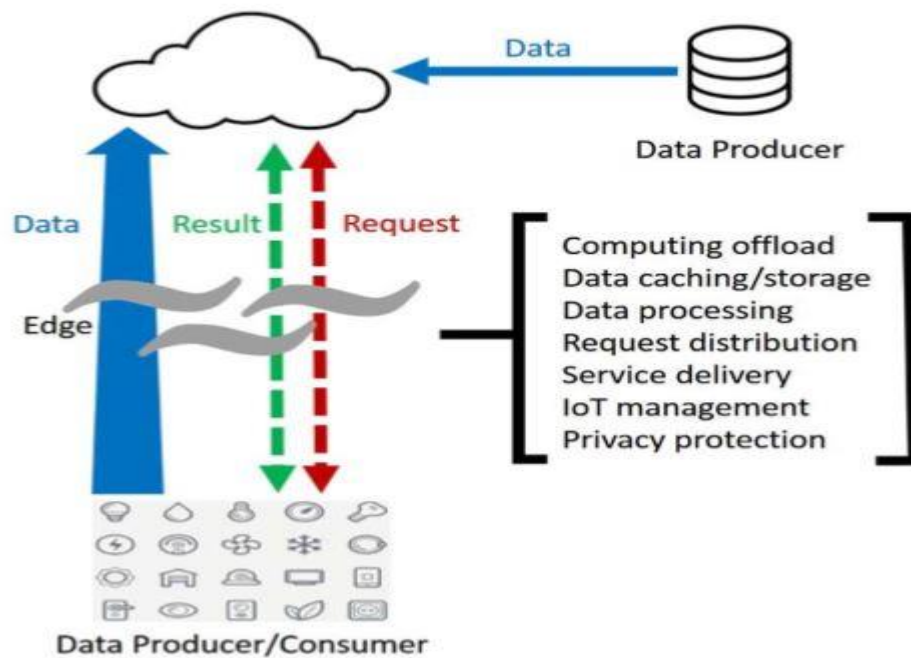 Data
Data Producer
Data
Result
Request
Edge
Computing offload
Data caching/storage
Data processing
Request distribution
Service delivery
IoT management
Privacy protection
Data Producer/Consumer